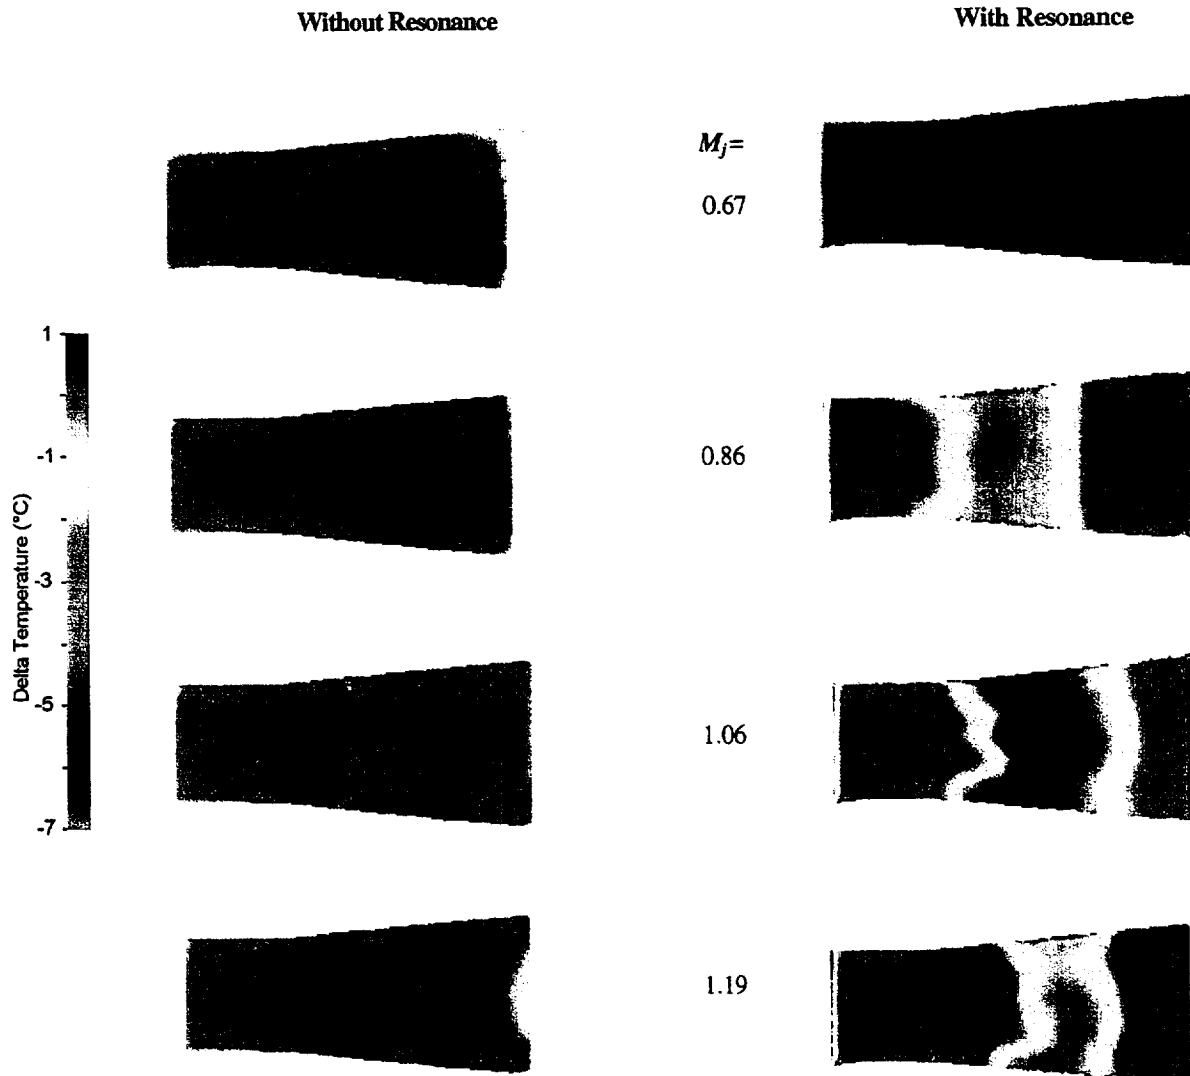 Without Resonance
With Resonance
M_j=
0.67
1
-1
0.86
-3
Delta Temperature (°C)
-5
1.06
-7
1.19